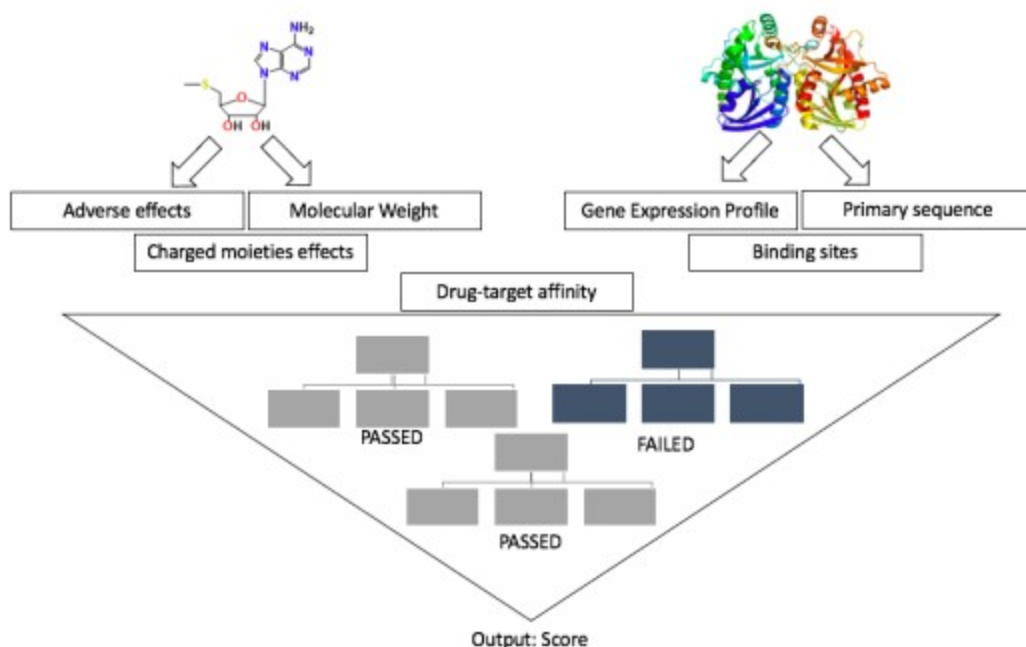 NH₂
N
N
N
N
S
O
OH
OH
Adverse effects
Molecular Weight
Gene Expression Profile
Primary sequence
Charged moieties effects
Binding sites
Drug-target affinity
PASSED
FAILED
PASSED
Output: Score